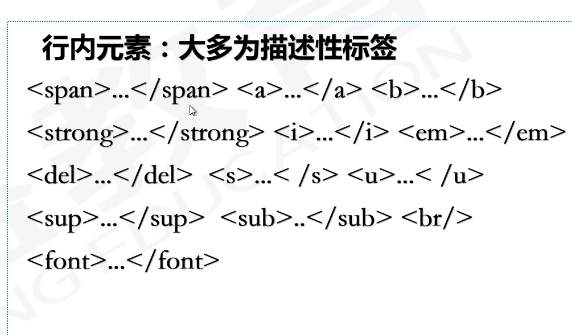 行内元素：大多为描述性标签
<span>...</span> <a>...</a> <b>...</b>
<strong>...</strong> <i>...</i> <em>...</em>
<del>...</del> <s>...< /s> <u>...< /u>
<sup>...</sup> <sub>..</sub> <br/>
<font>...</font>